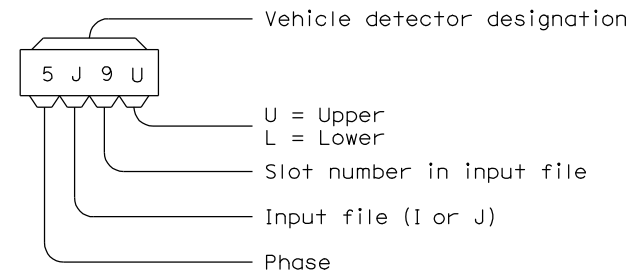 Vehicle detector designation
5 J 9 U
U = Upper
L = Lower
Slot number in input file
Input file (I or J)
Phase